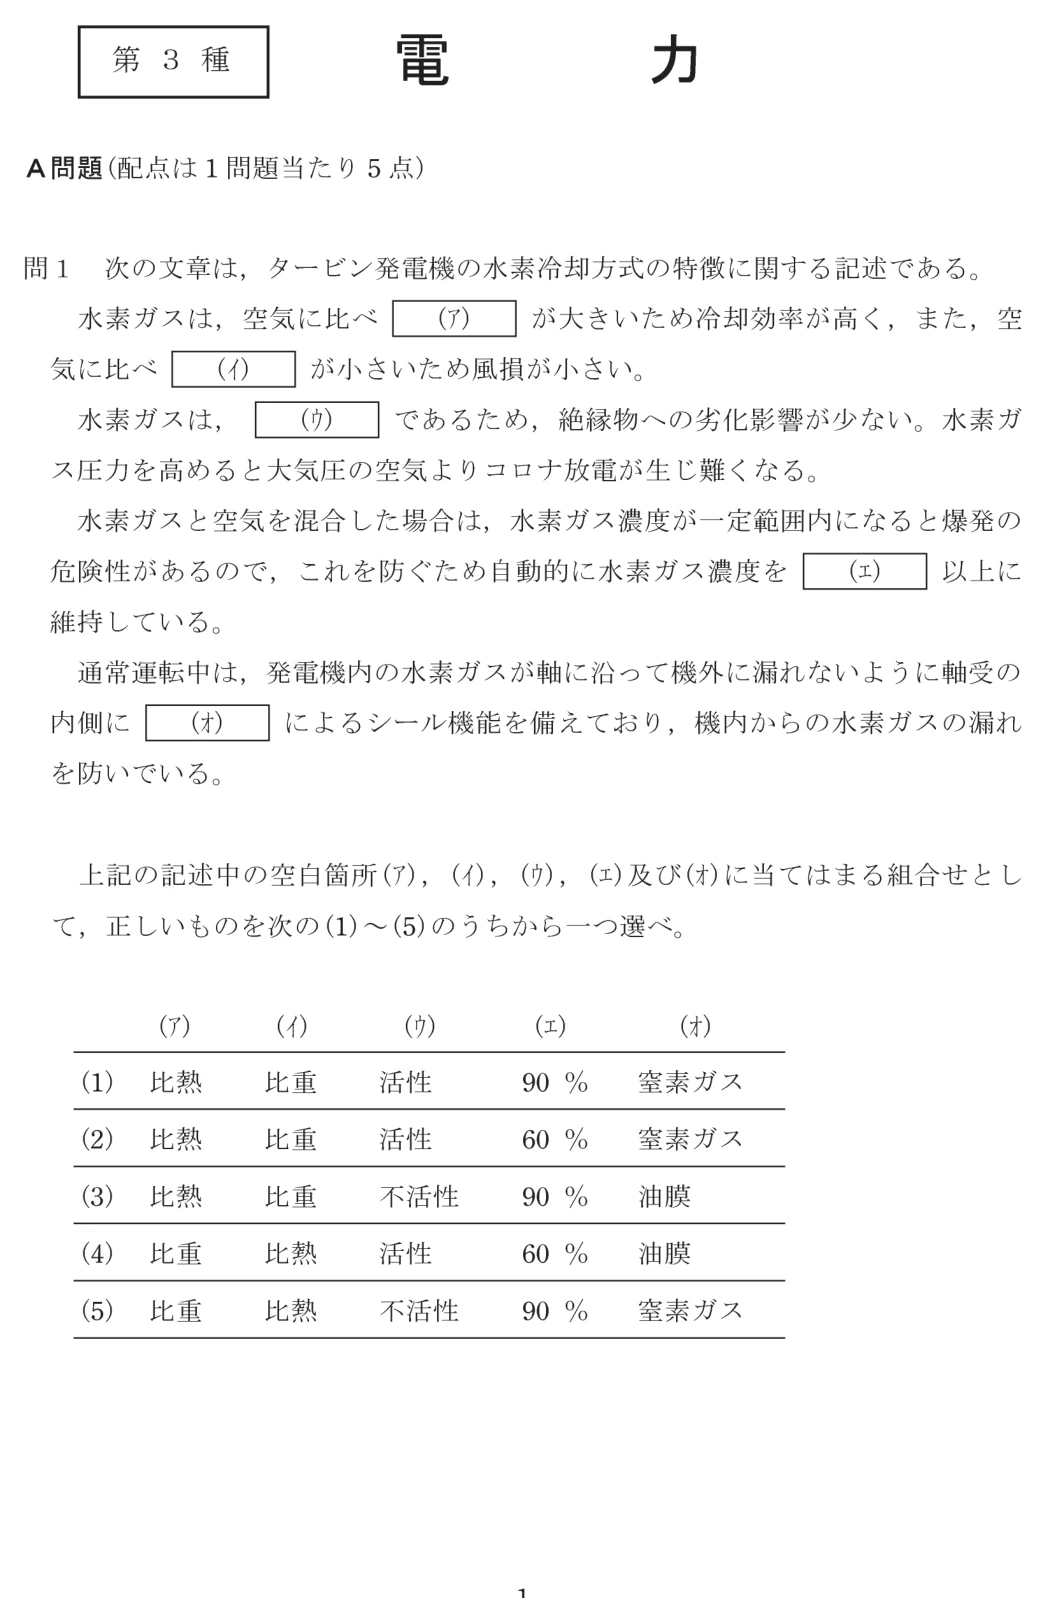 第 3 種
電 力
A問題(配点は1問題当たり5点)
問1 次の文章は，タービン発電機の水素冷却方式の特徴に関する記述である。
水素ガスは，空気に比べ (ア) が大きいため冷却効率が高く，また，空
気に比べ (イ) が小さいため風損が小さい。
水素ガスは， (ウ) であるため，絶縁物への劣化影響が少ない。水素ガ
ス圧力を高めると大気圧の空気よりコロナ放電が生じ難くなる。
水素ガスと空気を混合した場合は，水素ガス濃度が一定範囲内になると爆発の
危険性があるので，これを防ぐため自動的に水素ガス濃度を (エ) 以上に
維持している。
通常運転中は，発電機内の水素ガスが軸に沿って機外に漏れないように軸受の
内側に (オ) によるシール機能を備えており，機内からの水素ガスの漏れ
を防いでいる。
上記の記述中の空白箇所(ア)，(イ)，(ウ)，(エ)及び(オ)に当てはまる組合せとし
て，正しいものを次の(1)～(5)のうちから一つ選べ。
(ア) (イ) (ウ) (エ) (オ)
(1) 比熱 比重 活性 90 % 窒素ガス
(2) 比熱 比重 活性 60 % 窒素ガス
(3) 比熱 比重 不活性 90 % 油膜
(4) 比重 比熱 活性 60 % 油膜
(5) 比重 比熱 不活性 90 % 窒素ガス
1